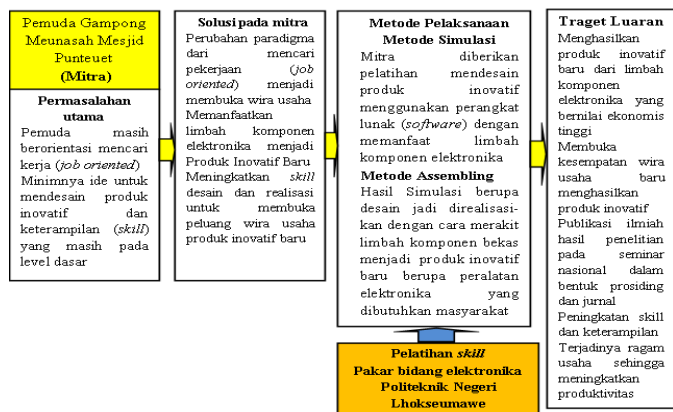 Pemuda Gampong
Meunasah Mesjid
Punteuet
(Mitra)
Permasalahan
utama
Pemuda masih
berorientasi mencari
kerja (job oriented)
Minimnya ide untuk
mendesain produk
inovatif dan
keterampilan (skill)
yang masih pada
level dasar
Solusi pada mitra
Perubahan paradigma
dari mencari
pekerjaan (job
oriented) menjadi
membuka wira usaha
Memanfaatkan
limbah komponen
elektronika menjadi
Produk Inovatif Baru
Meningkatkan skill
desain dan realisasi
untuk membuka
peluang wira usaha
produk inovatif baru
Metode Pelaksanaan
Metode Simulasi
Mitra diberikan
pelatihan mendesain
produk inovatif
menggunakan perangkat
lunak (software) dengan
memanfaat limbah
komponen elektronika
Metode Assembling
Hasil Simulasi berupa
desain jadi direalisasi-
kan dengan cara merakit
limbah komponen bekas
menjadi produk inovatif
baru berupa peralatan
elektronika yang
dibutuhkan masyarakat
Pelatihan skill
Pakar bidang elektronika
Politeknik Negeri
Lhokseumawe
Traget Luaran
Menghasilkan
produk inovatif
baru dari limbah
komponen
elektronika yang
bernilai ekonomis
tinggi
Membuka
kesempatan wira
usaha baru
menghasilkan
produk inovatif
Publikasi ilmiah
hasil penelitian
pada seminar
nasional dalam
bentuk prosiding
dan jurnal
Peningkatan skill
dan keterampilan
Terjadinya ragam
usaha sehingga
meningkatkan
produktivitas